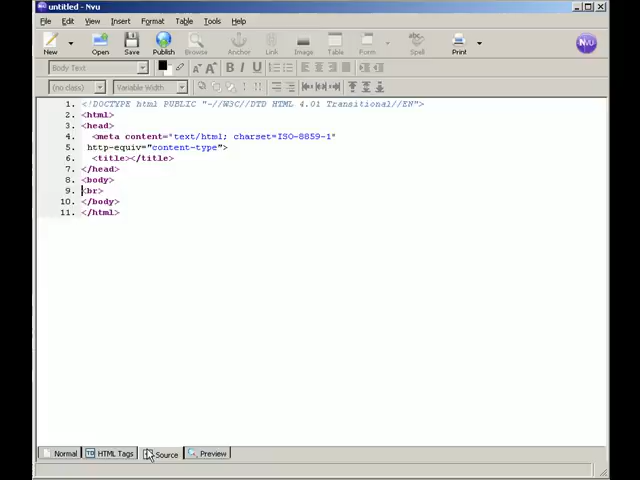 untitled - Nvu
File Edit View Insert Format Table Tools Help
New Open Save Publish Browse Anchor Link Image Table Form Spell Print Nvu
Body Text A A B I U
(no class) Variable Width
1. <!DOCTYPE html PUBLIC "-//W3C//DTD HTML 4.01 Transitional//EN">
2. <html>
3. <head>
4. <meta content="text/html; charset=ISO-8859-1"
5. http-equiv="content-type">
6. <title></title>
7. </head>
8. <body>
9. <br>
10. </body>
11. </html>
Normal TD HTML Tags Source Preview